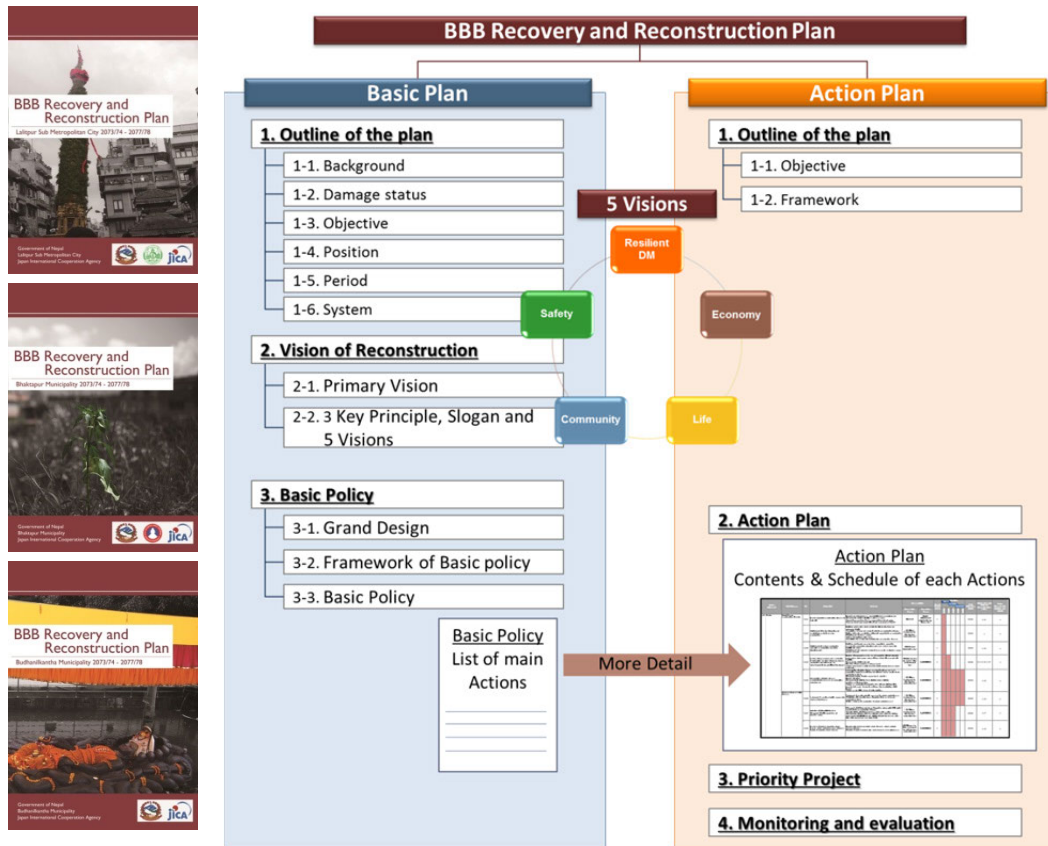 BBB Recovery and
Reconstruction Plan
Lalitpur Sub Metropolitan City 2073/74 - 2077/78
Government of Nepal
Lalitpur Sub Metropolitan City
Japan International Cooperation Agency
JICA
BBB Recovery and
Reconstruction Plan
Bhaktapur Municipality 2073/74 - 2077/78
Government of Nepal
Bhaktapur Municipality
Japan International Cooperation Agency
JICA
BBB Recovery and
Reconstruction Plan
Budhanilkantha Municipality 2073/74 - 2077/78
Government of Nepal
Budhanilkantha Municipality
Japan International Cooperation Agency
JICA
BBB Recovery and Reconstruction Plan
Basic Plan
1. Outline of the plan
1-1. Background
1-2. Damage status
1-3. Objective
1-4. Position
1-5. Period
1-6. System
2. Vision of Reconstruction
2-1. Primary Vision
2-2. 3 Key Principle, Slogan and
5 Visions
3. Basic Policy
3-1. Grand Design
3-2. Framework of Basic policy
3-3. Basic Policy
Basic Policy
List of main
Actions
5 Visions
Resilient
DM
Safety
Economy
Community
Life
More Detail
Action Plan
1. Outline of the plan
1-1. Objective
1-2. Framework
2. Action Plan
Action Plan
Contents & Schedule of each Actions
3. Priority Project
4. Monitoring and evaluation